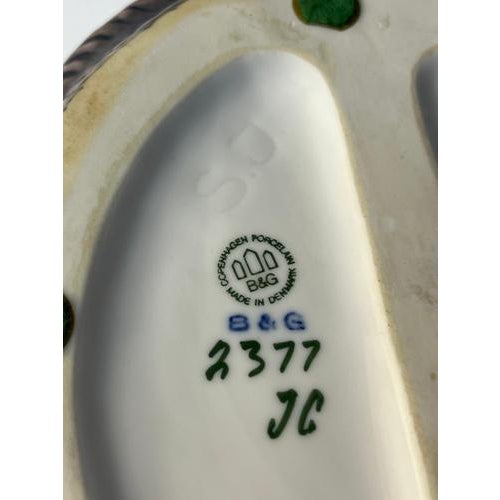 S.J
COPENHAGEN PORCELAIN
B&G
MADE IN DENMARK
B & G
2377
JC